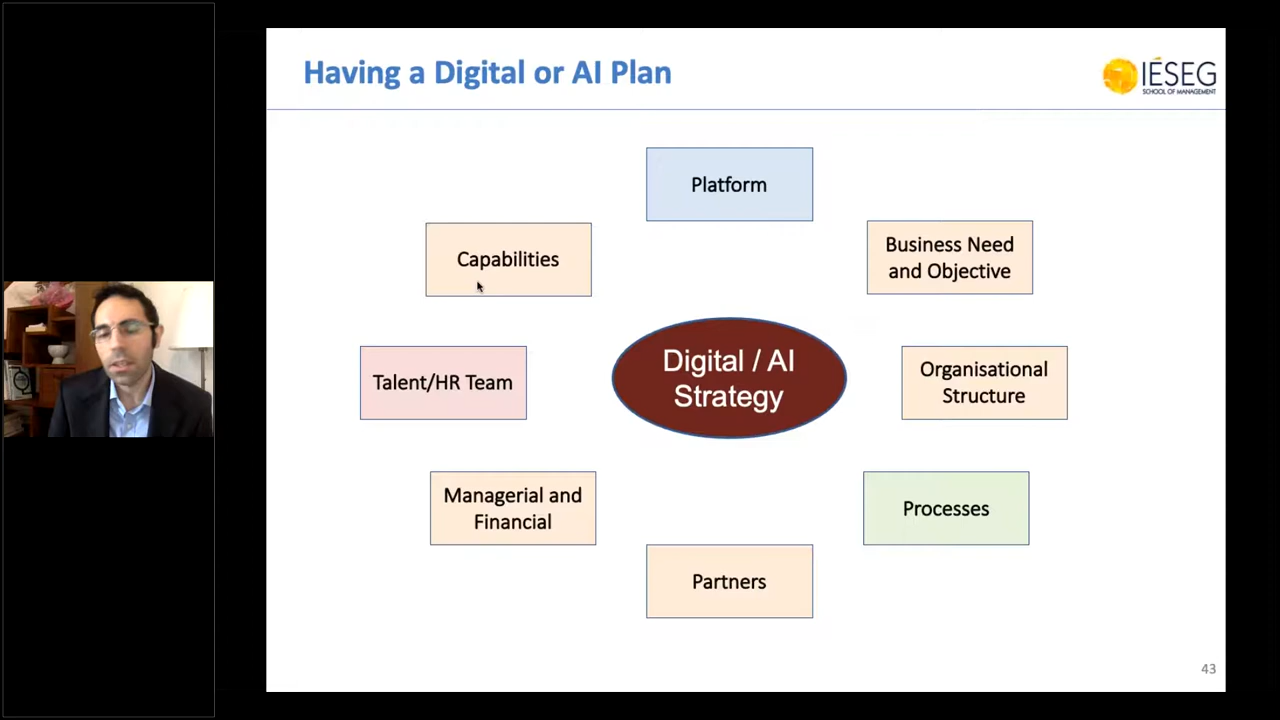 Having a Digital or AI Plan
IÉSEG
SCHOOL OF MANAGEMENT
Platform
Capabilities
Business Need
and Objective
Digital / AI
Strategy
Talent/HR Team
Organisational
Structure
Managerial and
Financial
Processes
Partners
43